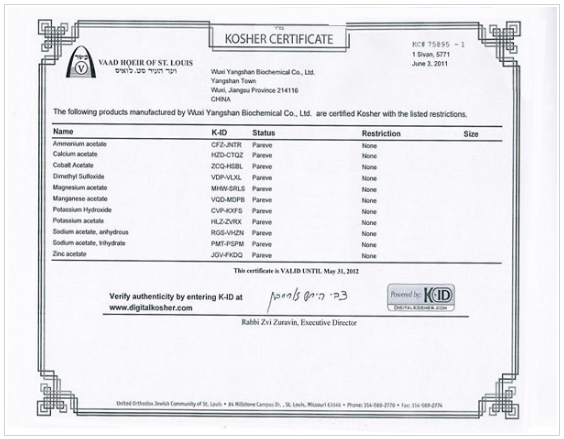 בס"ד
KOSHER CERTIFICATE
KC# 75895 - 1
1 Sivan, 5771
June 3, 2011
כשר
V
VAAD HOEIR OF ST. LOUIS
ועד העיר סט. לואיס
Wuxi Yangshan Biochemical Co., Ltd.
Yangshan Town
Wuxi, Jiangsu Province 214116
CHINA
The following products manufactured by Wuxi Yangshan Biochemical Co., Ltd. are certified Kosher with the listed restrictions.
Name K-ID Status Restriction Size
Ammonium acetate CFZ-JNTR Pareve None
Calcium acetate HZD-CTQZ Pareve None
Cobalt Acetate ZCQ-HSBL Pareve None
Dimethyl Sulfoxide VDP-VLXL Pareve None
Magnesium acetate MHW-SRLS Pareve None
Manganese acetate VGD-MDPB Pareve None
Potassium Hydroxide CVP-KXFS Pareve None
Potassium acetate HLZ-ZVRX Pareve None
Sodium acetate, anhydrous RGS-VHZN Pareve None
Sodium acetate, trihydrate PMT-PSPM Pareve None
Zinc acetate JGV-FKDQ Pareve None
This certificate is VALID UNTIL May 31, 2012
Verify authenticity by entering K-ID at
www.digitalkosher.com
Powered by: KID
DIGITALKOSHER.COM
Rabbi Zvi Zuravin, Executive Director
United Orthodox Jewish Community of St. Louis • 84 Millstone Campus Dr., St. Louis, Missouri 63146 • Phone: 314-569-2770 • Fax: 314-569-2774